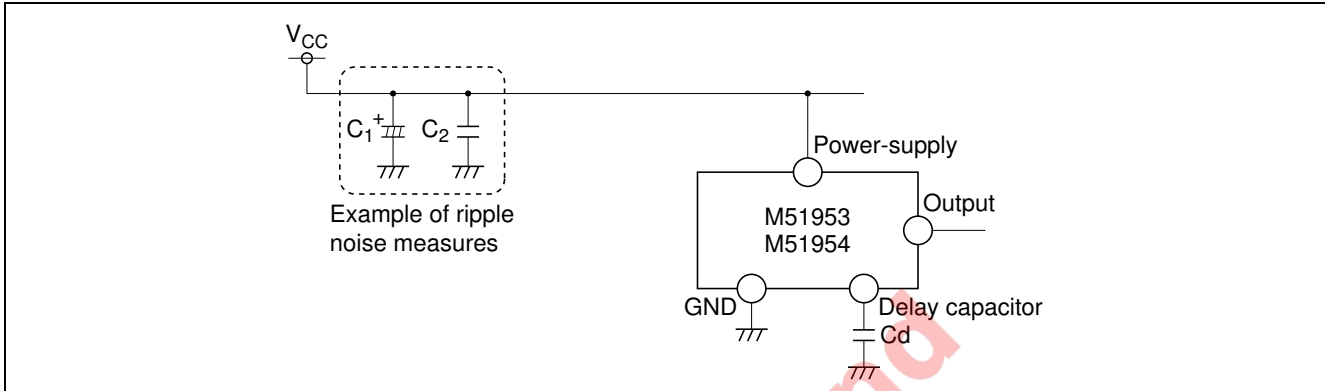 VCC
C1
+
C2
Example of ripple
noise measures
Power-supply
M51953
M51954
Output
GND
Delay capacitor
Cd